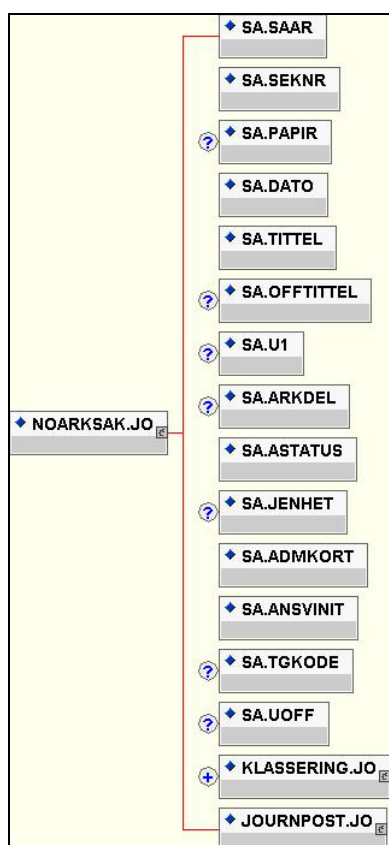 SA.SAAR
SA.SEKNR
? SA.PAPIR
SA.DATO
SA.TITTEL
? SA.OFFTITTEL
? SA.U1
? SA.ARKDEL
NOARKSAK.JO
SA.ASTATUS
? SA.JENHET
SA.ADMKORT
SA.ANSVINIT
? SA.TGKODE
? SA.UOFF
+ KLASSERING.JO
JOURNPOST.JO